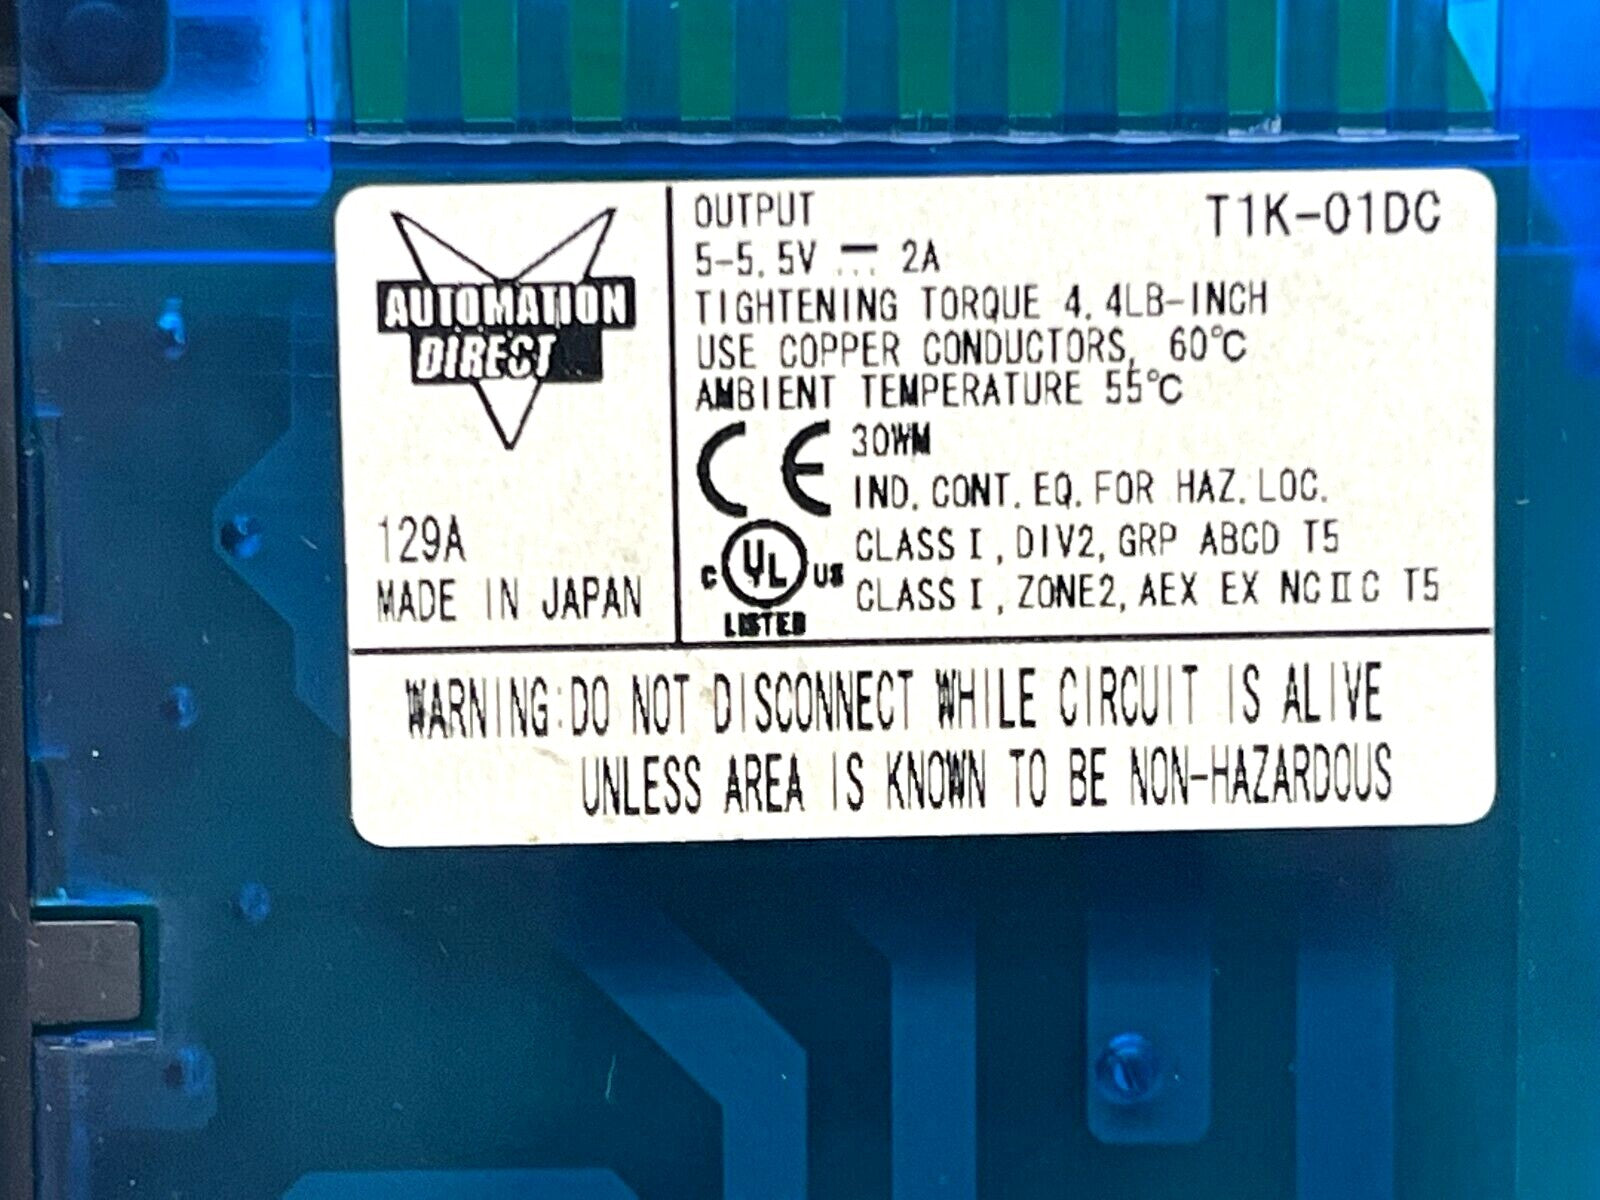 AUTOMATION
DIRECT
129A
MADE IN JAPAN
OUTPUT
T1K-01DC
5-5.5V ⎓ 2A
TIGHTENING TORQUE 4.4LB-INCH
USE COPPER CONDUCTORS, 60℃
AMBIENT TEMPERATURE 55℃
CE
30WM
IND. CONT. EQ. FOR HAZ. LOC.
C UL US
LISTED
CLASS I, DIV2, GRP ABCD T5
CLASS I, ZONE2, AEX EX NC II C T5
WARNING:DO NOT DISCONNECT WHILE CIRCUIT IS ALIVE
UNLESS AREA IS KNOWN TO BE NON-HAZARDOUS